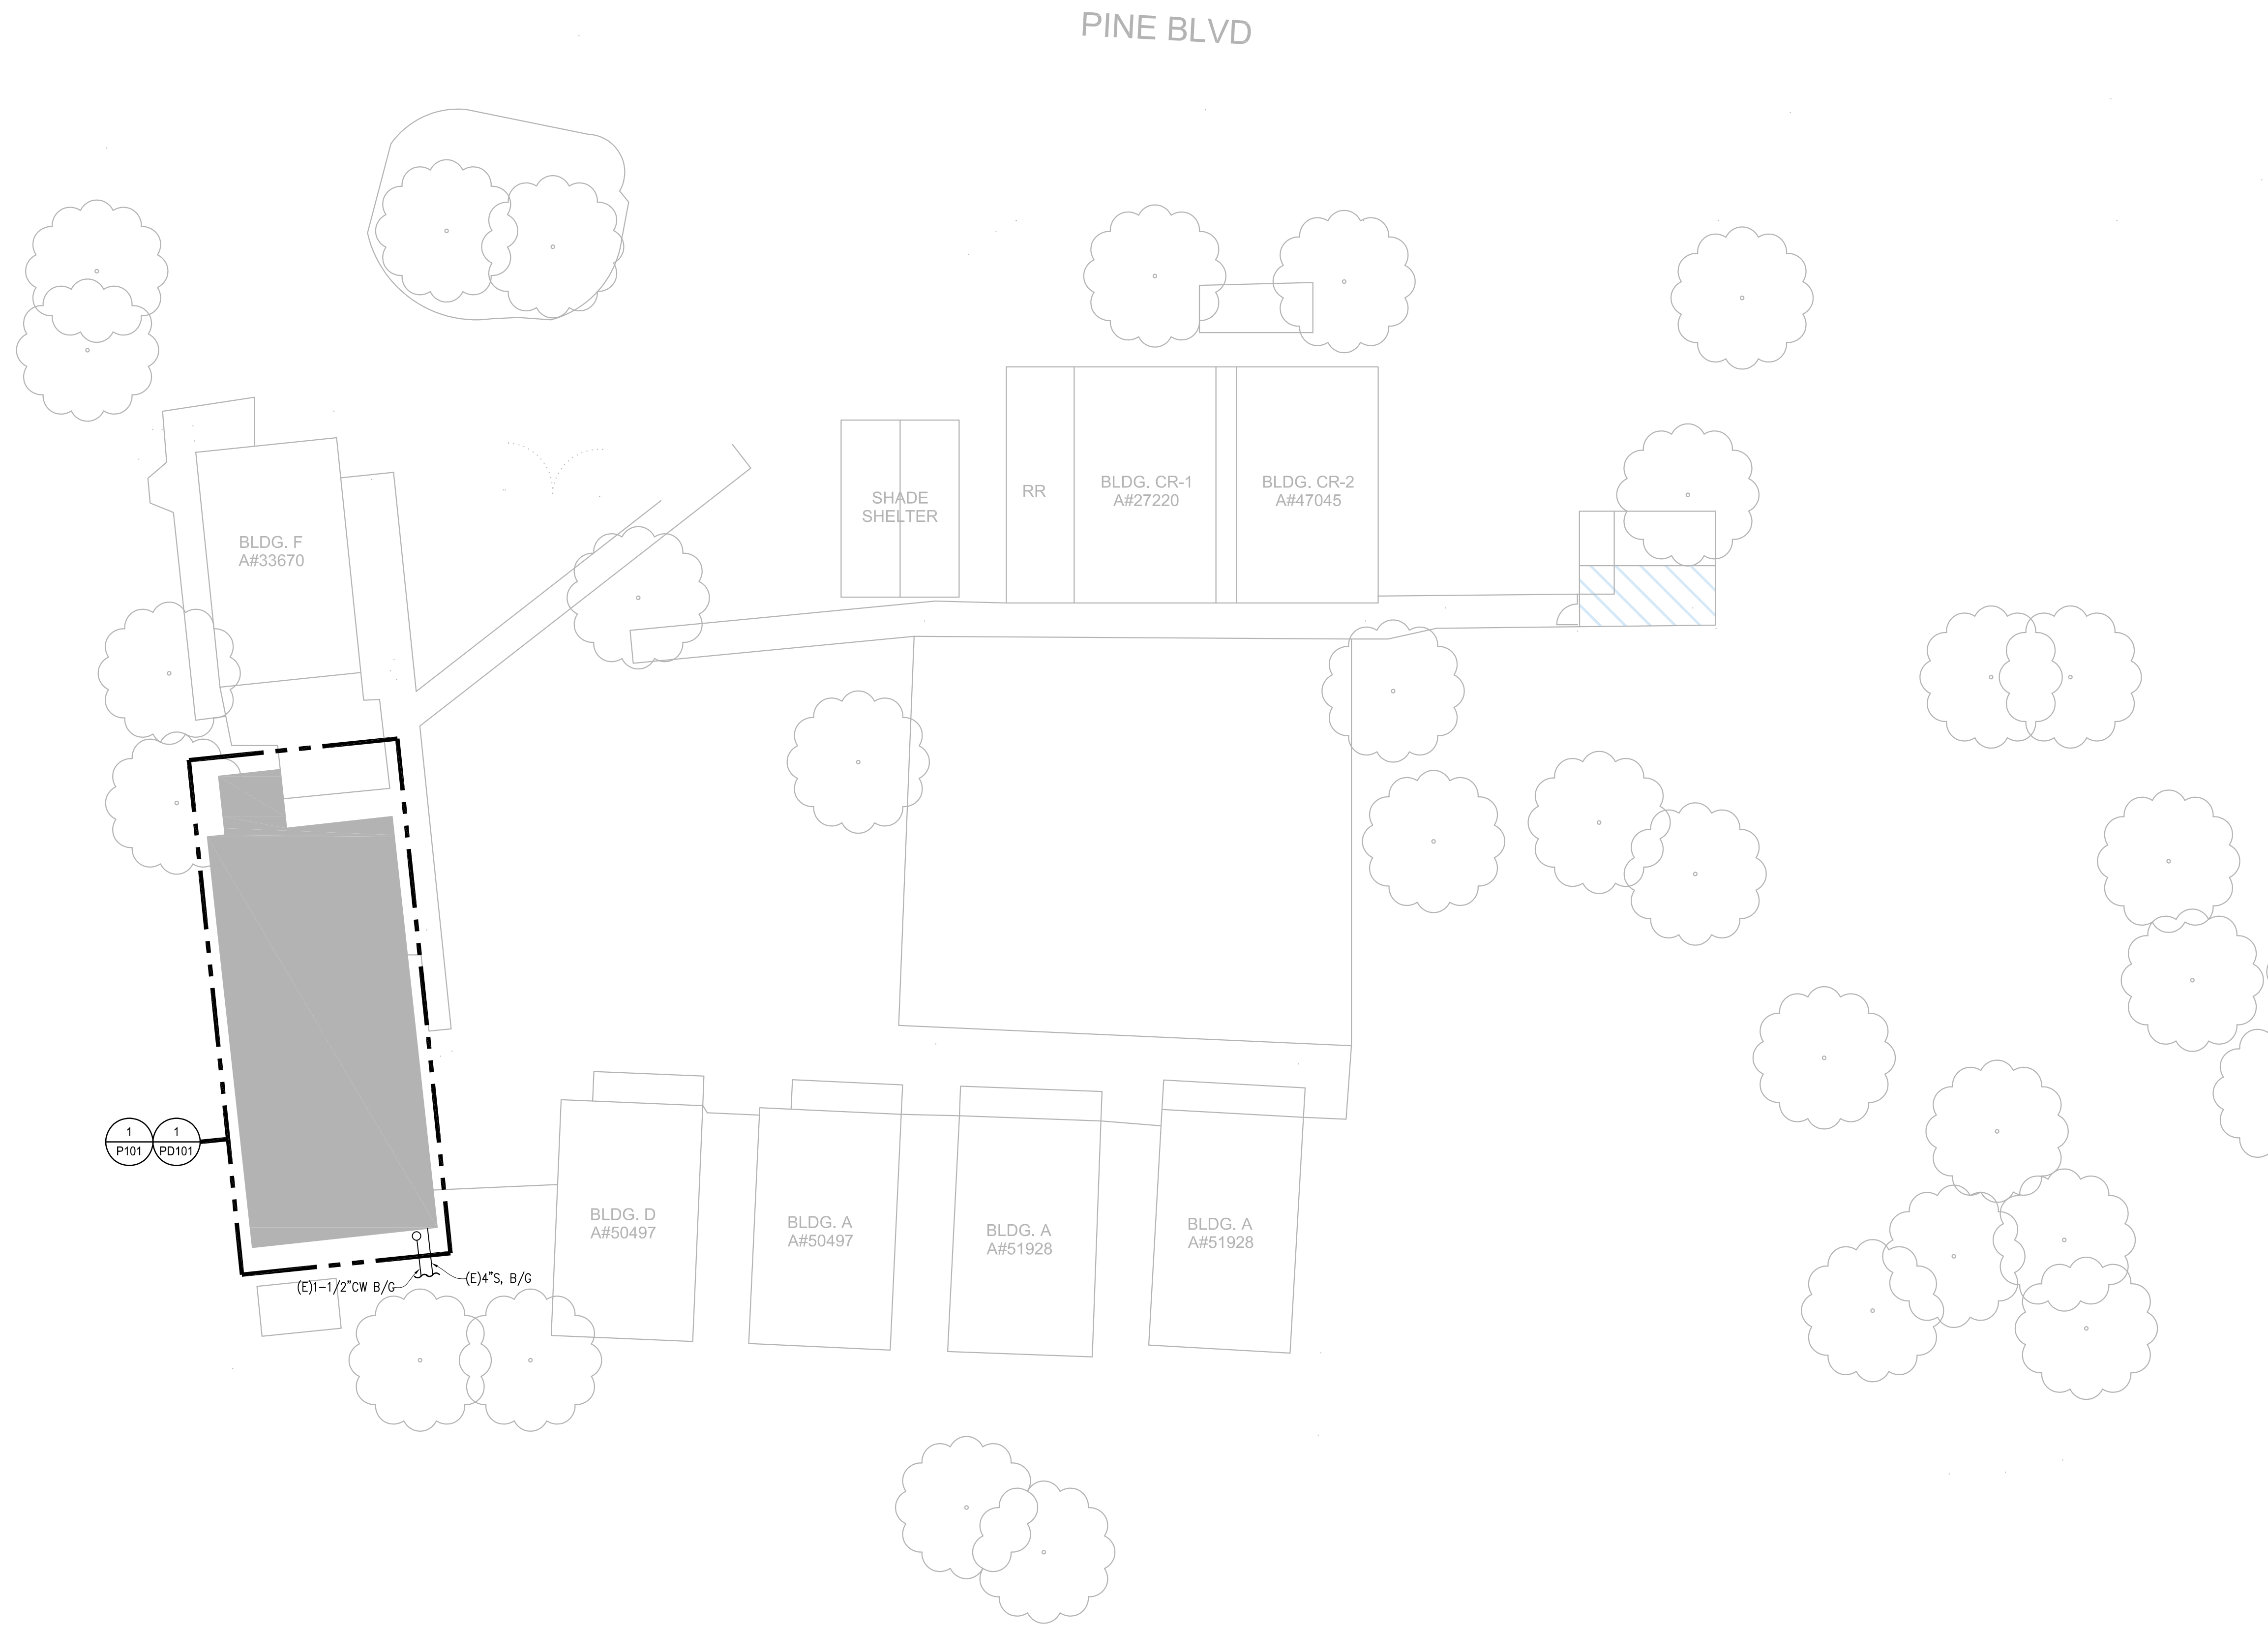 PINE BLVD
SHADE
SHELTER
RR
BLDG. CR-1
A#27220
BLDG. CR-2
A#47045
BLDG. F
A#33670
1
P101
1
PD101
BLDG. D
A#50497
BLDG. A
A#50497
BLDG. A
A#51928
BLDG. A
A#51928
(E)1-1/2"CW B/G
(E)4"S, B/G